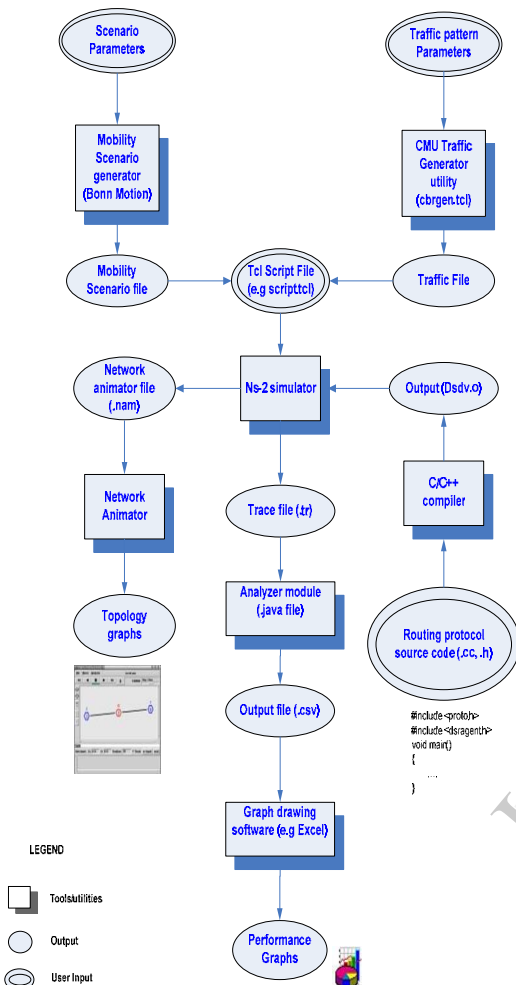 Scenario
Parameters
Traffic pattern
Parameters
Mobility
Scenario
generator
(Bonn Motion)
CMU Traffic
Generator
utility
(cbrgen.tcl)
Mobility
Scenario file
Tcl Script File
(e.g script.tcl)
Traffic File
Network
animator file
(.nam)
Ns-2 simulator
Output (Dsdv.o)
Network
Animator
Trace file (.tr)
C/C++
compiler
Topology
graphs
Analyzer module
(.java file)
Routing protocol
source code (.cc, .h)
Output file (.csv)
#include <proto.h>
#include <dsragent.h>
void main()
{
....
}
Graph drawing
software (e.g Excel)
Performance
Graphs
LEGEND
Tools/utilities
Output
User Input